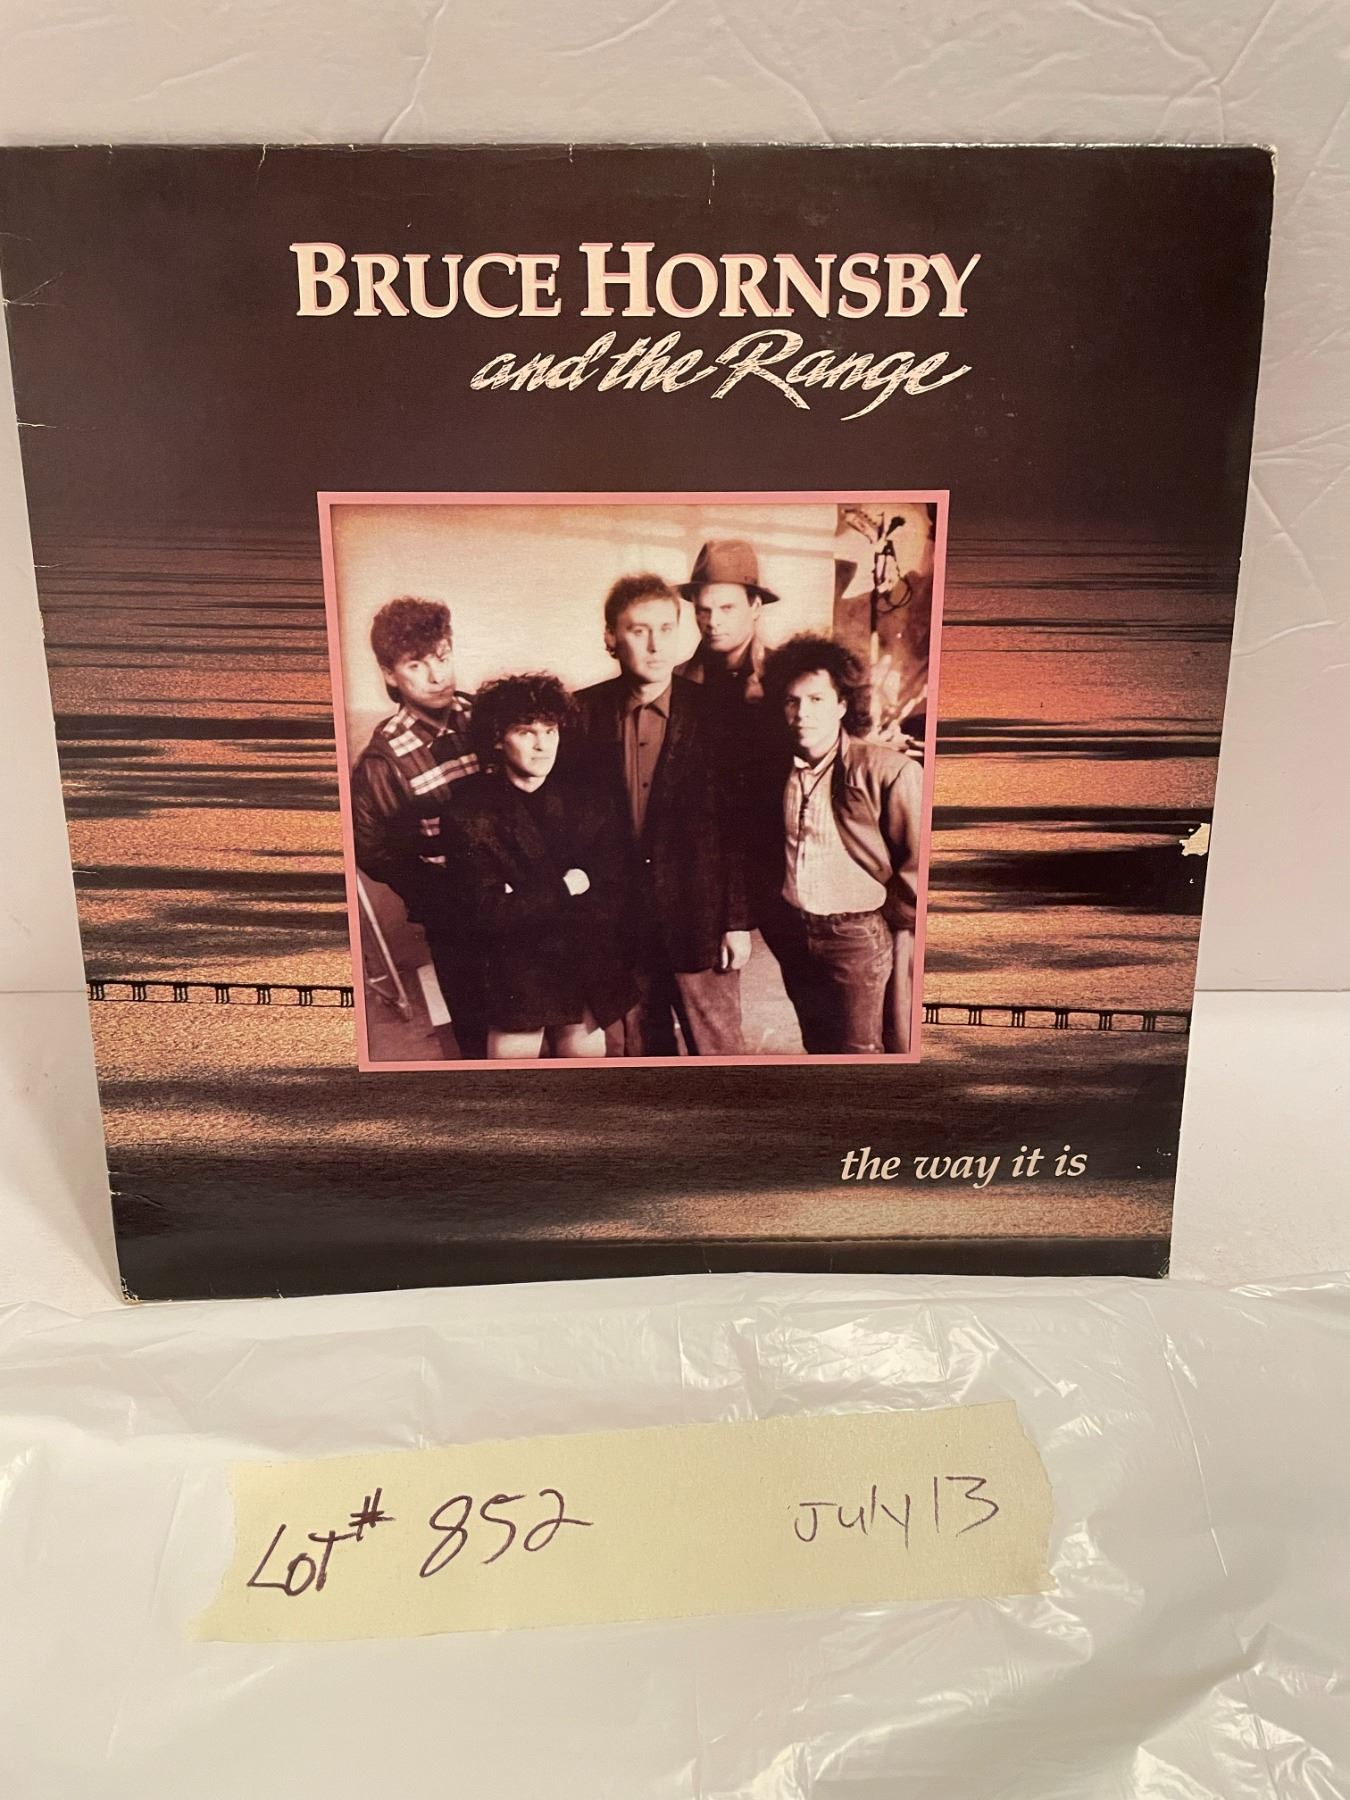 BRUCE HORNSBY
and the Range
the way it is
Lot # 852 July 13